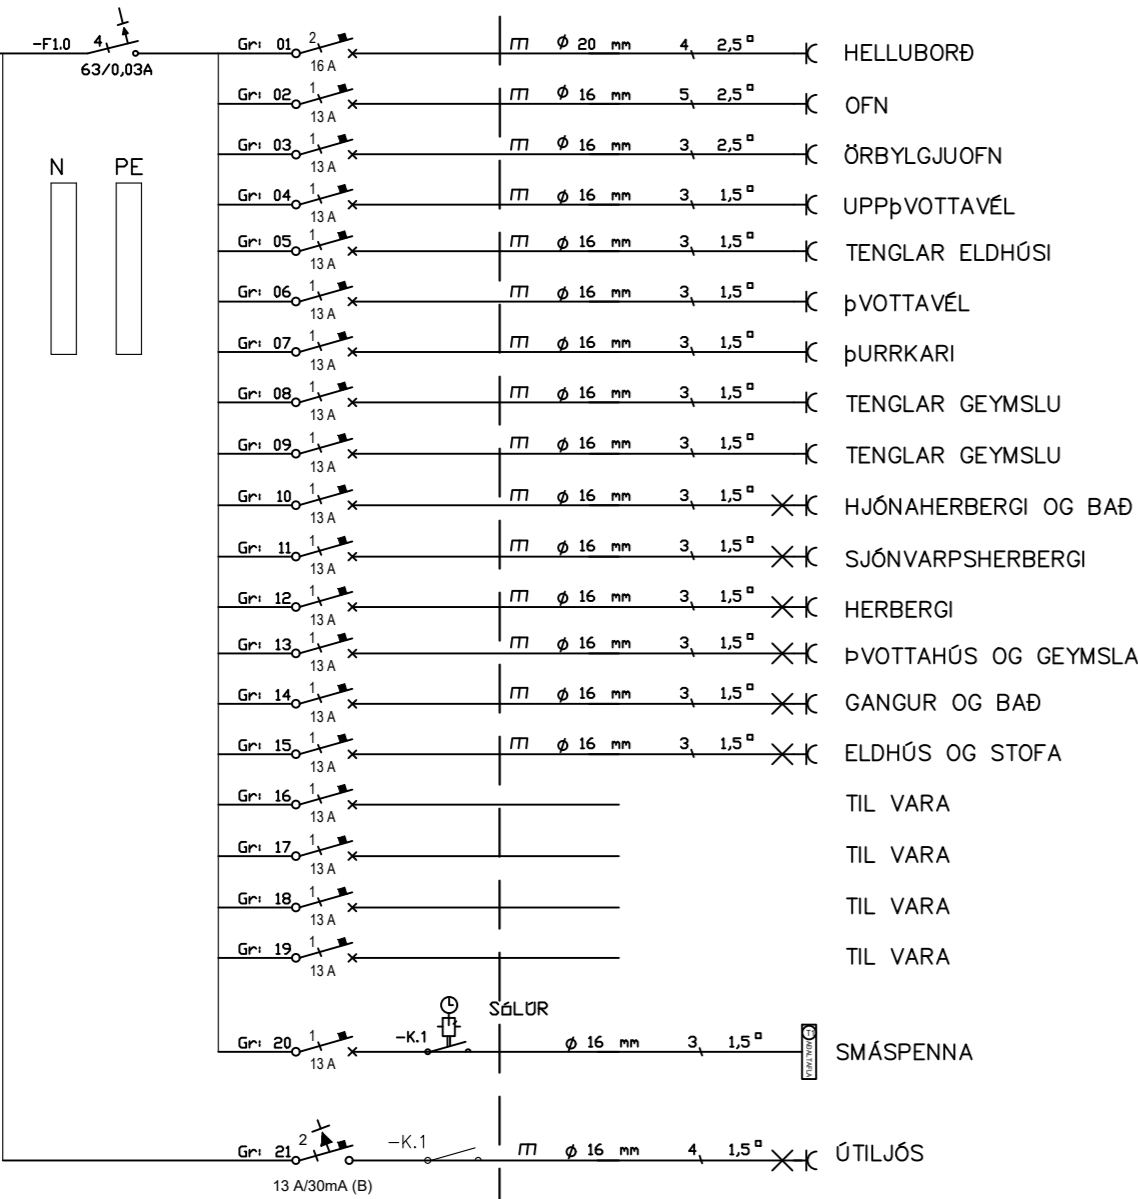 -F1.0 4 63/0,03A
N PE
Gr: 01 2 16 A m ϕ 20 mm 4 2,5▫ HELLUBORÐ
Gr: 02 1 13 A m ϕ 16 mm 5 2,5▫ OFN
Gr: 03 1 13 A m ϕ 16 mm 3 2,5▫ ÖRBYLGJUOFN
Gr: 04 1 13 A m ϕ 16 mm 3 1,5▫ UPPÞVOTTAVÉL
Gr: 05 1 13 A m ϕ 16 mm 3 1,5▫ TENGLAR ELDHÚSI
Gr: 06 1 13 A m ϕ 16 mm 3 1,5▫ ÞVOTTAVÉL
Gr: 07 1 13 A m ϕ 16 mm 3 1,5▫ ÞURRKARI
Gr: 08 1 13 A m ϕ 16 mm 3 1,5▫ TENGLAR GEYMSLU
Gr: 09 1 13 A m ϕ 16 mm 3 1,5▫ TENGLAR GEYMSLU
Gr: 10 1 13 A m ϕ 16 mm 3 1,5▫ HJÓNAHERBERGI OG BAÐ
Gr: 11 1 13 A m ϕ 16 mm 3 1,5▫ SJÓNVARPSHERBERGI
Gr: 12 1 13 A m ϕ 16 mm 3 1,5▫ HERBERGI
Gr: 13 1 13 A m ϕ 16 mm 3 1,5▫ ÞVOTTAHÚS OG GEYMSLA
Gr: 14 1 13 A m ϕ 16 mm 3 1,5▫ GANGUR OG BAÐ
Gr: 15 1 13 A m ϕ 16 mm 3 1,5▫ ELDHÚS OG STOFA
Gr: 16 1 13 A TIL VARA
Gr: 17 1 13 A TIL VARA
Gr: 18 1 13 A TIL VARA
Gr: 19 1 13 A TIL VARA
SóLÚR
Gr: 20 1 13 A -K.1 ϕ 16 mm 3 1,5▫ AÐALTAFLA SMÁSPENNA
Gr: 21 2 13 A/30mA (B) -K.1 m ϕ 16 mm 4 1,5▫ ÚTILJÓS